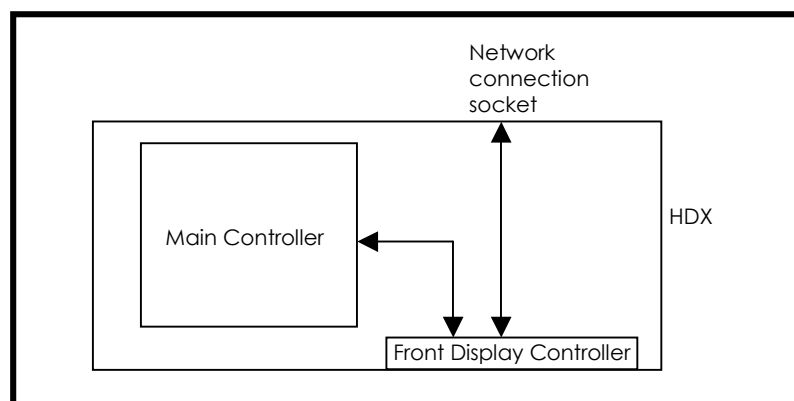 Network
connection
socket
HDX
Main Controller
Front Display Controller